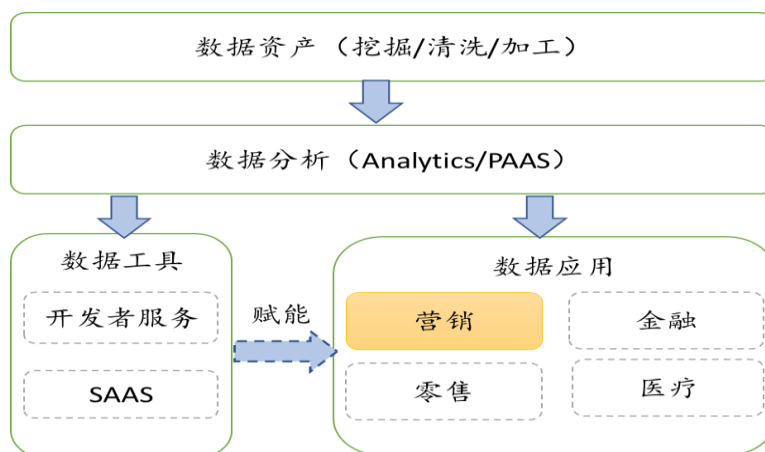 数据资产（挖掘/清洗/加工）
数据分析（Analytics/PAAS）
数据工具
开发者服务
SAAS
赋能
数据应用
营销
金融
零售
医疗